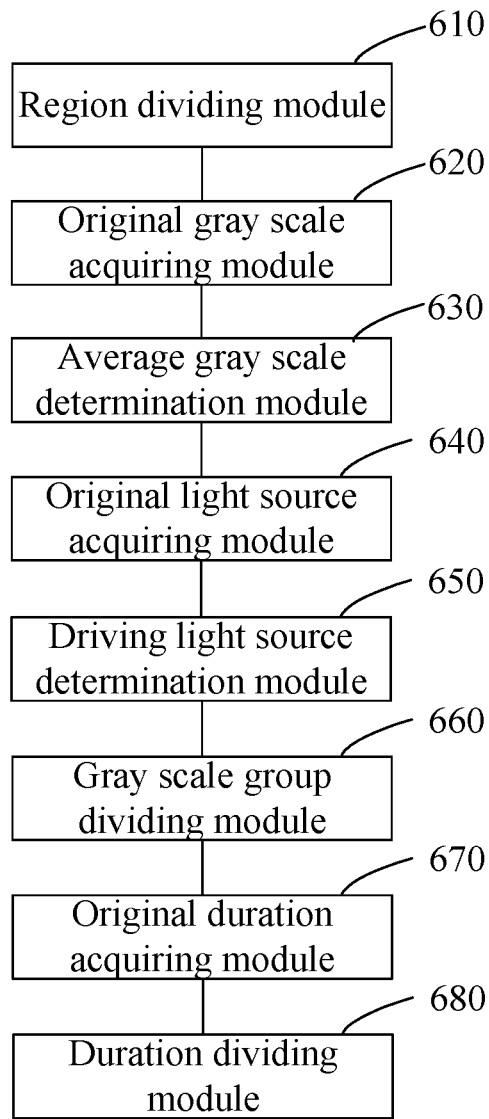 610
Region dividing module
620
Original gray scale
acquiring module
630
Average gray scale
determination module
640
Original light source
acquiring module
650
Driving light source
determination module
660
Gray scale group
dividing module
670
Original duration
acquiring module
680
Duration dividing
module